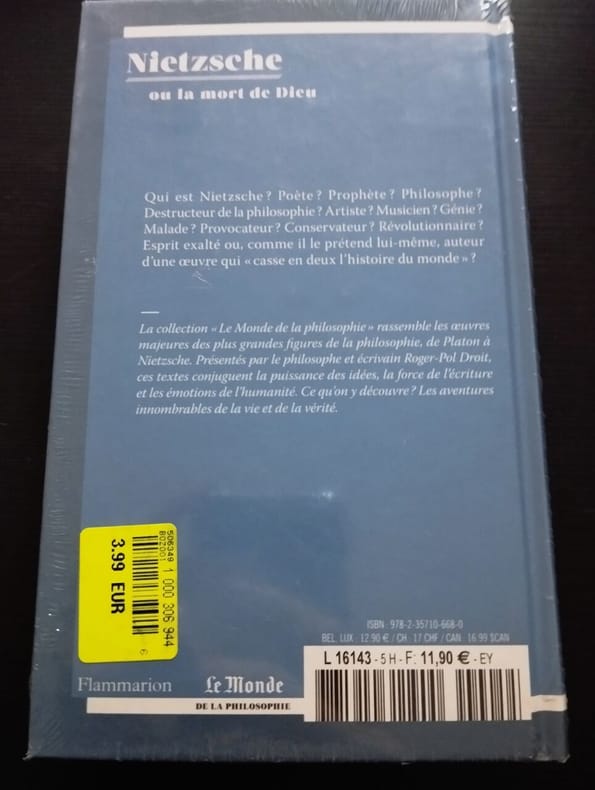 Nietzsche
ou la mort de Dieu
Qui est Nietzsche ? Poète ? Prophète ? Philosophe ?
Destructeur de la philosophie ? Artiste ? Musicien ? Génie ?
Malade ? Provocateur ? Conservateur ? Révolutionnaire ?
Esprit exalté ou, comme il le prétend lui-même, auteur
d'une œuvre qui « casse en deux l'histoire du monde » ?
La collection « Le Monde de la philosophie » rassemble les œuvres
majeures des plus grandes figures de la philosophie, de Platon à
Nietzsche. Présentés par le philosophe et écrivain Roger-Pol Droit,
ces textes conjuguent la puissance des idées, la force de l'écriture
et les émotions de l'humanité. Ce qu'on y découvre ? Les aventures
innombrables de la vie et de la vérité.
506349
802001
1 000 306 944 6
3.99 EUR
ISBN : 978-2-35710-668-0
BEL. LUX : 12.90 € / CH : 17 CHF / CAN : 16.99 $CAN
L 16143 - 5 H - F: 11,90 € - EY
Flammarion
Le Monde
DE LA PHILOSOPHIE